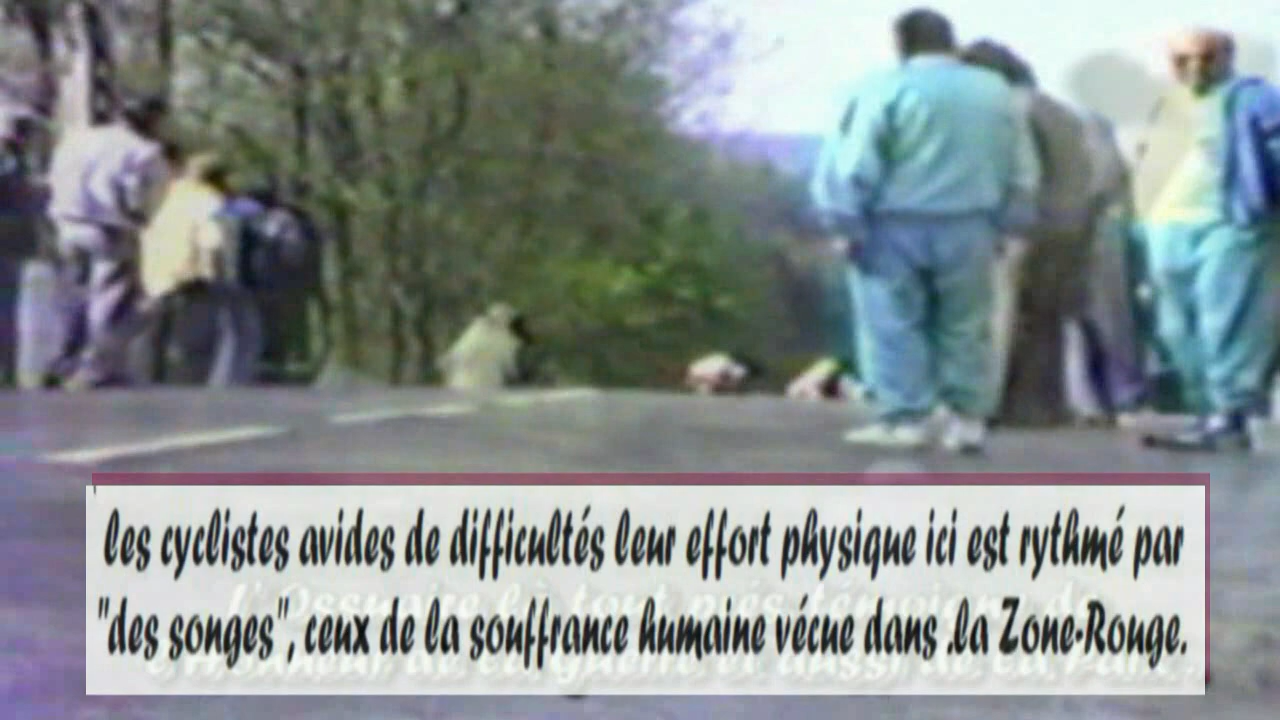 les cyclistes avides de difficultés leur effort physique ici est rythmé par
"des songes", ceux de la souffrance humaine vécue dans .la Zone-Rouge.